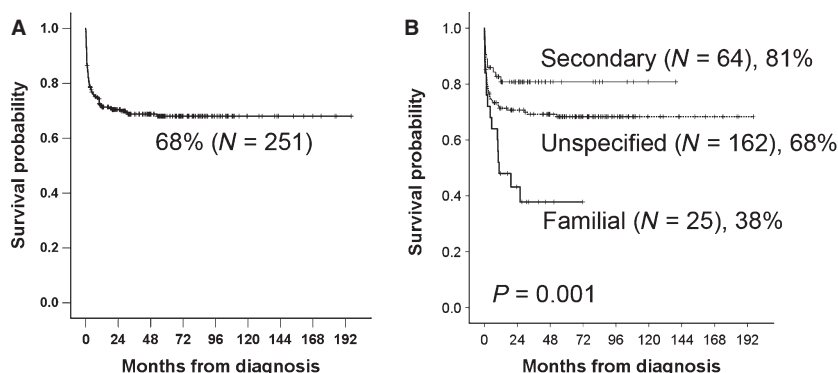 A
1.0
0.8
0.6
0.4
0.2
0.0
Survival probability
68% (N = 251)
0 24 48 72 96 120 144 168 192
Months from diagnosis
B
1.0
0.8
0.6
0.4
0.2
0.0
Survival probability
Secondary (N = 64), 81%
Unspecified (N = 162), 68%
Familial (N = 25), 38%
P = 0.001
0 24 48 72 96 120 144 168 192
Months from diagnosis